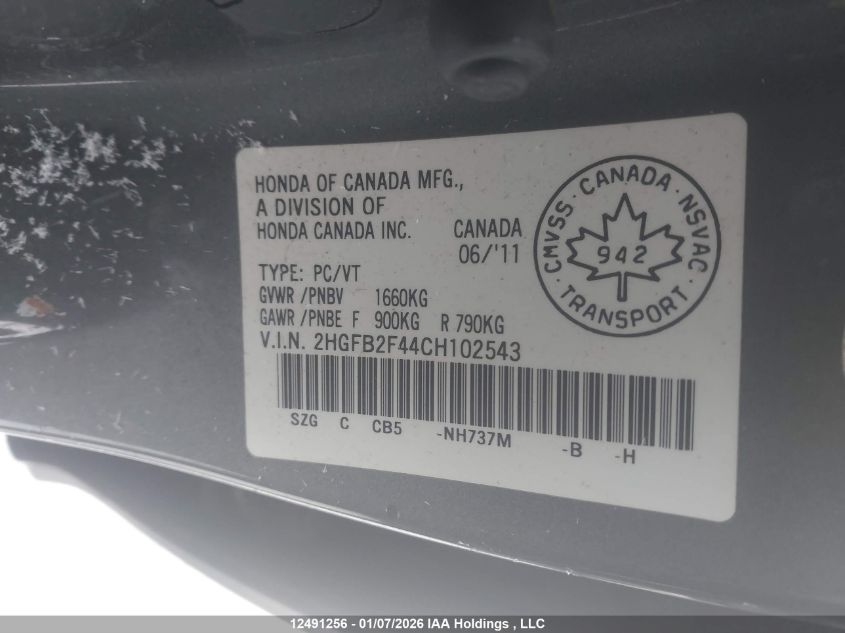 HONDA OF CANADA MFG.,
A DIVISION OF
HONDA CANADA INC. CANADA
06/'11
TYPE: PC/VT
GVWR /PNBV 1660KG
GAWR /PNBE F 900KG R 790KG
V.I.N. 2HGFB2F44CH102543
SZG C CB5 -NH737M -B -H
CMVSS · CANADA · NSVAC
942
· TRANSPORT ·
12491256 - 01/07/2026 IAA Holdings , LLC